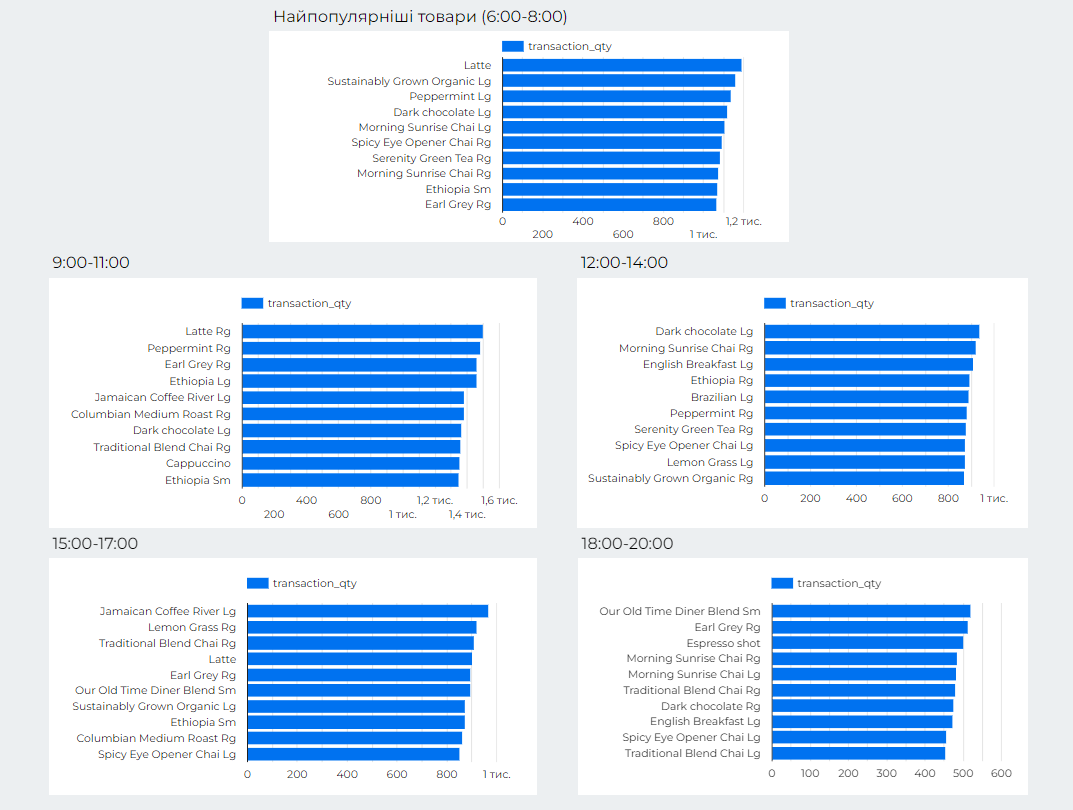 Найпопулярніші товари (6:00-8:00)
transaction_qty
Latte
Sustainably Grown Organic Lg
Peppermint Lg
Dark chocolate Lg
Morning Sunrise Chai Lg
Spicy Eye Opener Chai Rg
Serenity Green Tea Rg
Morning Sunrise Chai Rg
Ethiopia Sm
Earl Grey Rg
0 400 800 1,2 тис.
200 600 1 тис.
9:00-11:00
transaction_qty
Latte Rg
Peppermint Rg
Earl Grey Rg
Ethiopia Lg
Jamaican Coffee River Lg
Columbian Medium Roast Rg
Dark chocolate Lg
Traditional Blend Chai Rg
Cappuccino
Ethiopia Sm
0 400 800 1,2 тис. 1,6 тис.
200 600 1 тис. 1,4 тис.
12:00-14:00
transaction_qty
Dark chocolate Lg
Morning Sunrise Chai Rg
English Breakfast Lg
Ethiopia Rg
Brazilian Lg
Peppermint Rg
Serenity Green Tea Rg
Spicy Eye Opener Chai Lg
Lemon Grass Lg
Sustainably Grown Organic Rg
0 200 400 600 800 1 тис.
15:00-17:00
transaction_qty
Jamaican Coffee River Lg
Lemon Grass Rg
Traditional Blend Chai Rg
Latte
Earl Grey Rg
Our Old Time Diner Blend Sm
Sustainably Grown Organic Lg
Ethiopia Sm
Columbian Medium Roast Rg
Spicy Eye Opener Chai Lg
0 200 400 600 800 1 тис.
18:00-20:00
transaction_qty
Our Old Time Diner Blend Sm
Earl Grey Rg
Espresso shot
Morning Sunrise Chai Rg
Morning Sunrise Chai Lg
Traditional Blend Chai Rg
Dark chocolate Rg
English Breakfast Lg
Spicy Eye Opener Chai Lg
Traditional Blend Chai Lg
0 100 200 300 400 500 600